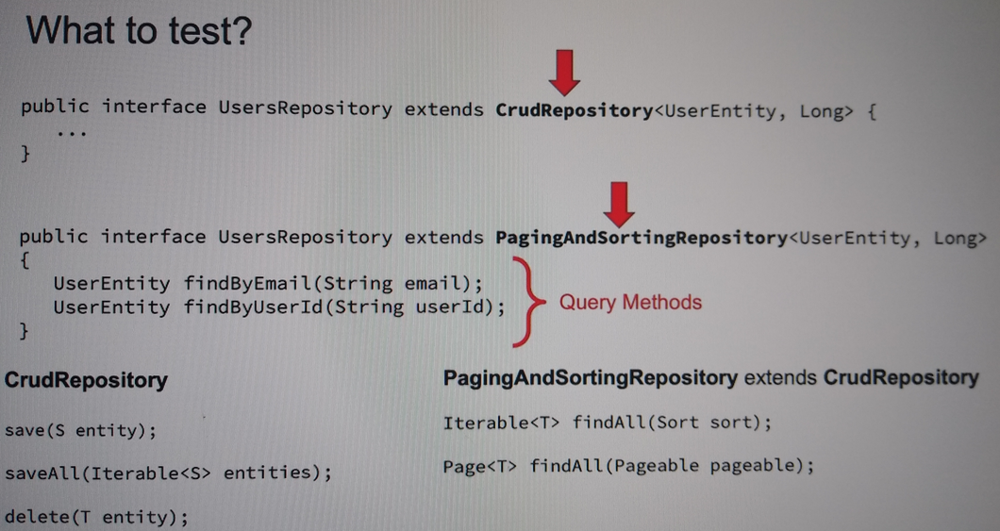 What to test?
public interface UsersRepository extends CrudRepository<UserEntity, Long> {
...
}
public interface UsersRepository extends PagingAndSortingRepository<UserEntity, Long>
{
UserEntity findByEmail(String email);
UserEntity findByUserId(String userId);
}
Query Methods
CrudRepository
save(S entity);
saveAll(Iterable<S> entities);
delete(T entity);
PagingAndSortingRepository extends CrudRepository
Iterable<T> findAll(Sort sort);
Page<T> findAll(Pageable pageable);